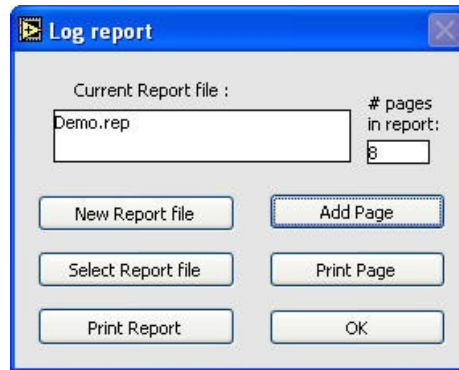 Log report
Current Report file :
Demo.rep
# pages
in report:
8
New Report file
Add Page
Select Report file
Print Page
Print Report
OK